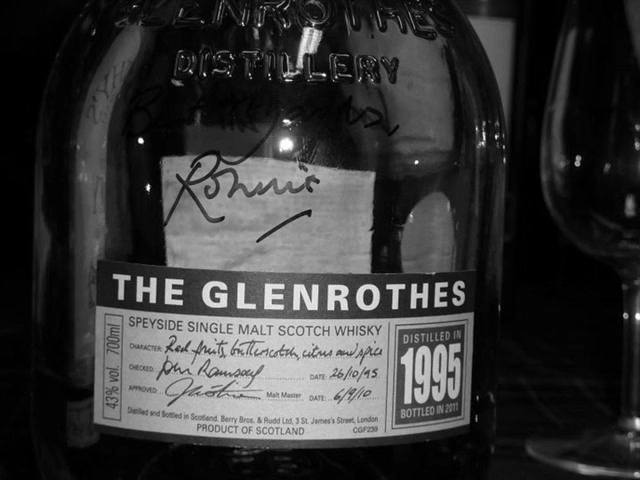 GLENROTHES
DISTILLERY
THE GLENROTHES
SPEYSIDE SINGLE MALT SCOTCH WHISKY
CHARACTER: Red fruits, butterscotch, citrus and spice
CHECKED: John Ramsay DATE: 26/10/95
APPROVED: Malt Master DATE: 6/9/10
Distilled and Bottled in Scotland. Berry Bros. & Rudd Ltd, 3 St. James's Street, London
PRODUCT OF SCOTLAND CGF239
43% vol. 700ml
DISTILLED IN
1995
BOTTLED IN 2011